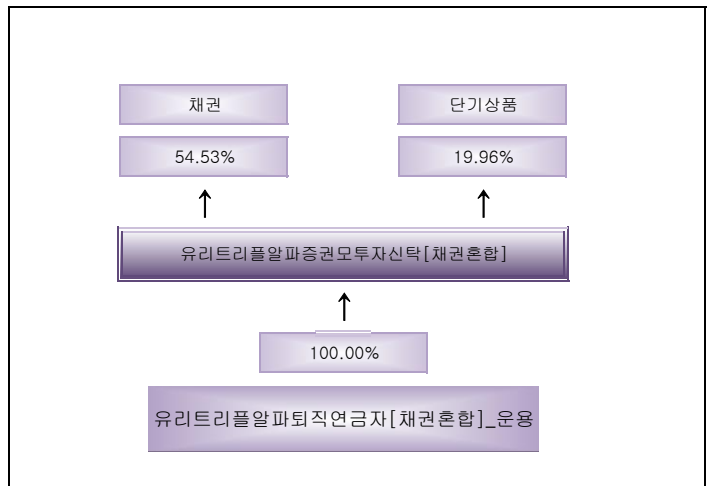 채권
단기상품
54.53%
19.96%
유리트리플알파증권모투자신탁[채권혼합]
100.00%
유리트리플알파퇴직연금자[채권혼합]_운용